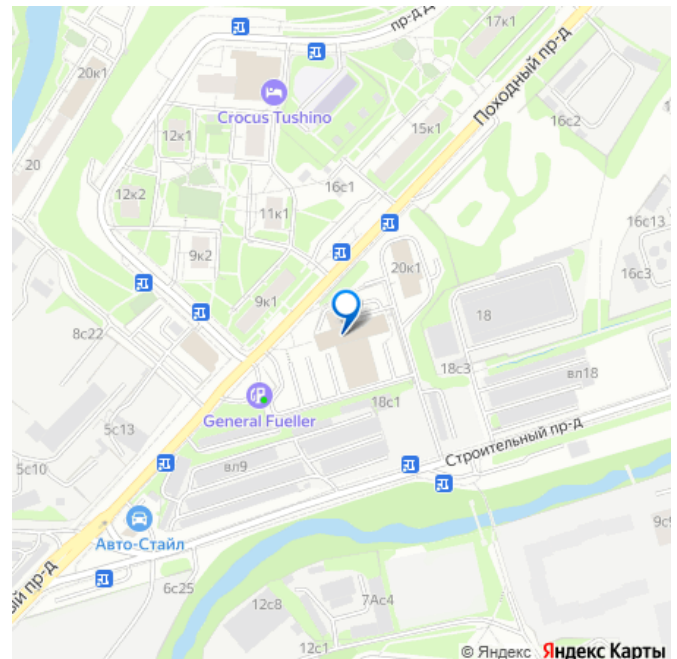 17к1
пр-д Д
20к1
Crocus Tushino
Походный пр-д
12к1
15к1
16с2
20
12к2
16с1
11к1
16с13
9к2
20к1
16с3
9к1
18
8с22
18с3
вл18
General Fueller
18с1
5с13
Строительный пр-д
5с10
вл9
Авто-Стайл
9с9
ый пр-д
6с25
12с8
7Ас4
12с1
© Яндекс Яндекс Карты